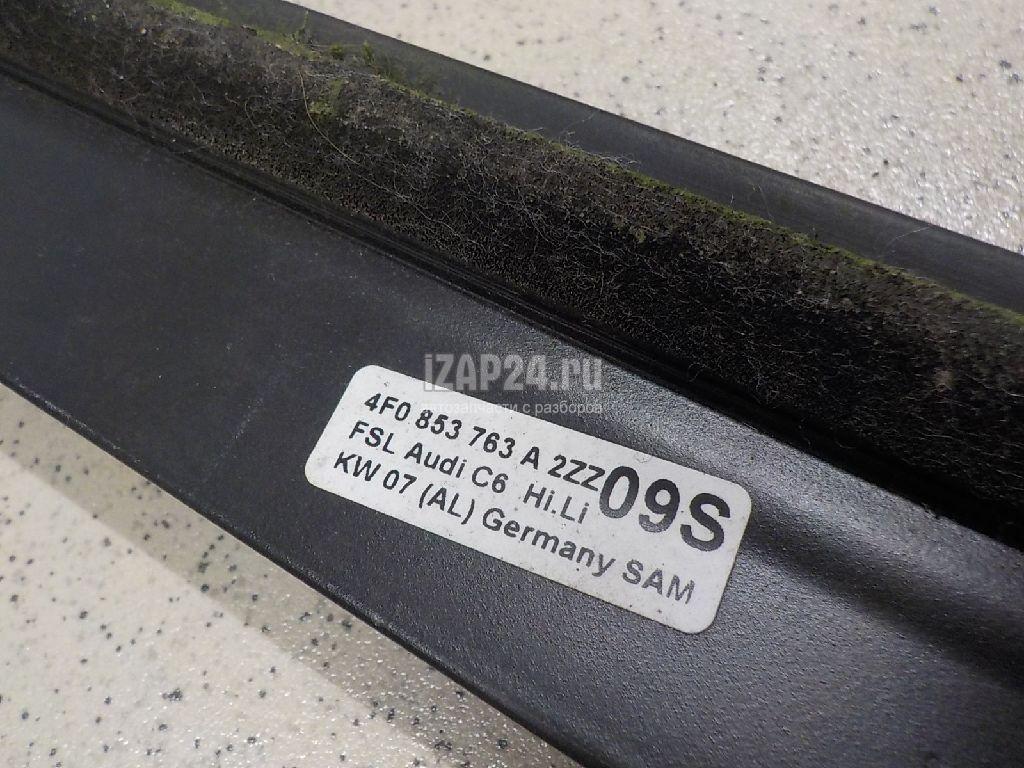 iZAP24.ru
автозапчасти с разборов
4F0 853 763 A 2ZZ 09S
FSL Audi C6 Hi.Li
KW 07 (AL) Germany SAM